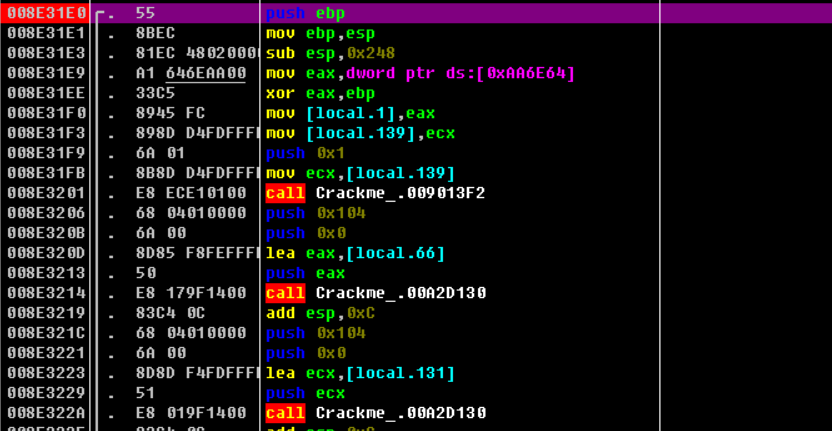 008E31E0 . 55 push ebp
008E31E1 . 8BEC mov ebp,esp
008E31E3 . 81EC 48020000 sub esp,0x248
008E31E9 . A1 646EAA00 mov eax,dword ptr ds:[0xAA6E64]
008E31EE . 33C5 xor eax,ebp
008E31F0 . 8945 FC mov [local.1],eax
008E31F3 . 898D D4FDFFFF mov [local.139],ecx
008E31F9 . 6A 01 push 0x1
008E31FB . 8B8D D4FDFFFF mov ecx,[local.139]
008E3201 . E8 ECE10100 call Crackme_.009013F2
008E3206 . 68 04010000 push 0x104
008E320B . 6A 00 push 0x0
008E320D . 8D85 F8FEFFFF lea eax,[local.66]
008E3213 . 50 push eax
008E3214 . E8 179F1400 call Crackme_.00A2D130
008E3219 . 83C4 0C add esp,0xC
008E321C . 68 04010000 push 0x104
008E3221 . 6A 00 push 0x0
008E3223 . 8D8D F4FDFFFF lea ecx,[local.131]
008E3229 . 51 push ecx
008E322A . E8 019F1400 call Crackme_.00A2D130